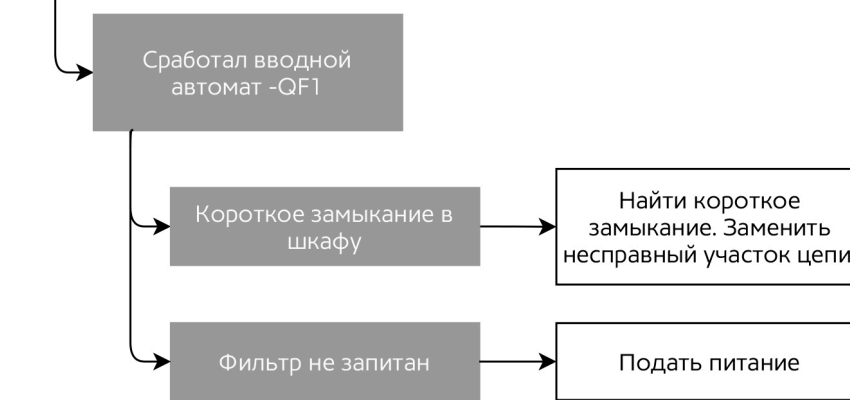 Сработал вводной
автомат -QF1
Короткое замыкание в
шкафу
Найти короткое
замыкание. Заменить
несправный участок цепи
Фильтр не запитан
Подать питание